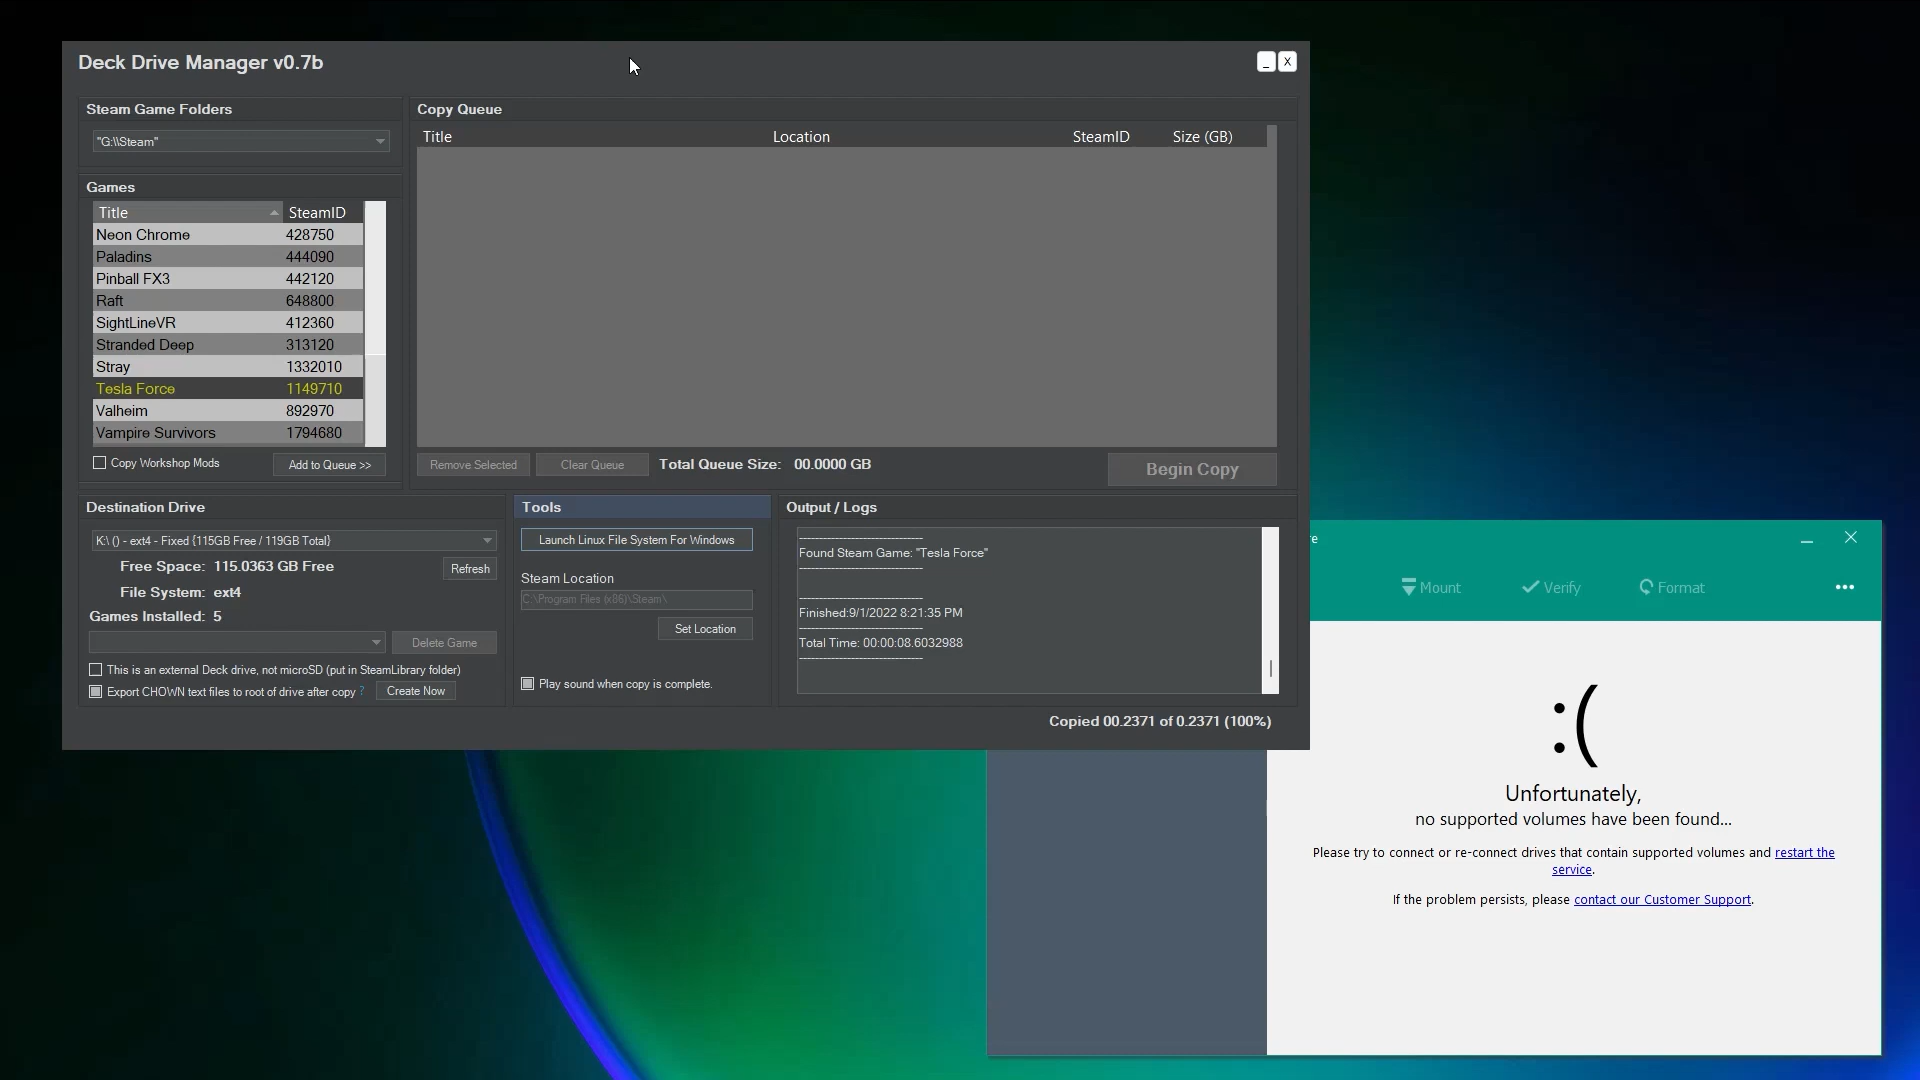 Deck Drive Manager v0.7b
_ X
Steam Game Folders
"G:\\Steam"
Games
Title SteamID
Neon Chrome 428750
Paladins 444090
Pinball FX3 442120
Raft 648800
SightLineVR 412360
Stranded Deep 313120
Stray 1332010
Tesla Force 1149710
Valheim 892970
Vampire Survivors 1794680
Copy Workshop Mods
Add to Queue >>
Copy Queue
Title Location SteamID Size (GB)
Remove Selected
Clear Queue
Total Queue Size: 00.0000 GB
Begin Copy
Destination Drive
K:\ () - ext4 - Fixed {115GB Free / 119GB Total}
Free Space: 115.0363 GB Free
Refresh
File System: ext4
Games Installed: 5
Delete Game
This is an external Deck drive, not microSD (put in SteamLibrary folder)
Export CHOWN text files to root of drive after copy ?
Create Now
Tools
Launch Linux File System For Windows
Steam Location
C:\Program Files (x86)\Steam\
Set Location
Play sound when copy is complete.
Output / Logs
--------------------------------
Found Steam Game: "Tesla Force"
--------------------------------
--------------------------------
Finished:9/1/2022 8:21:35 PM
--------------------------------
Total Time: 00:00:08.6032988
--------------------------------
Copied 00.2371 of 0.2371 (100%)
re
Mount
Verify
Format
:(
Unfortunately,
no supported volumes have been found...
Please try to connect or re-connect drives that contain supported volumes and restart the
service.
If the problem persists, please contact our Customer Support.